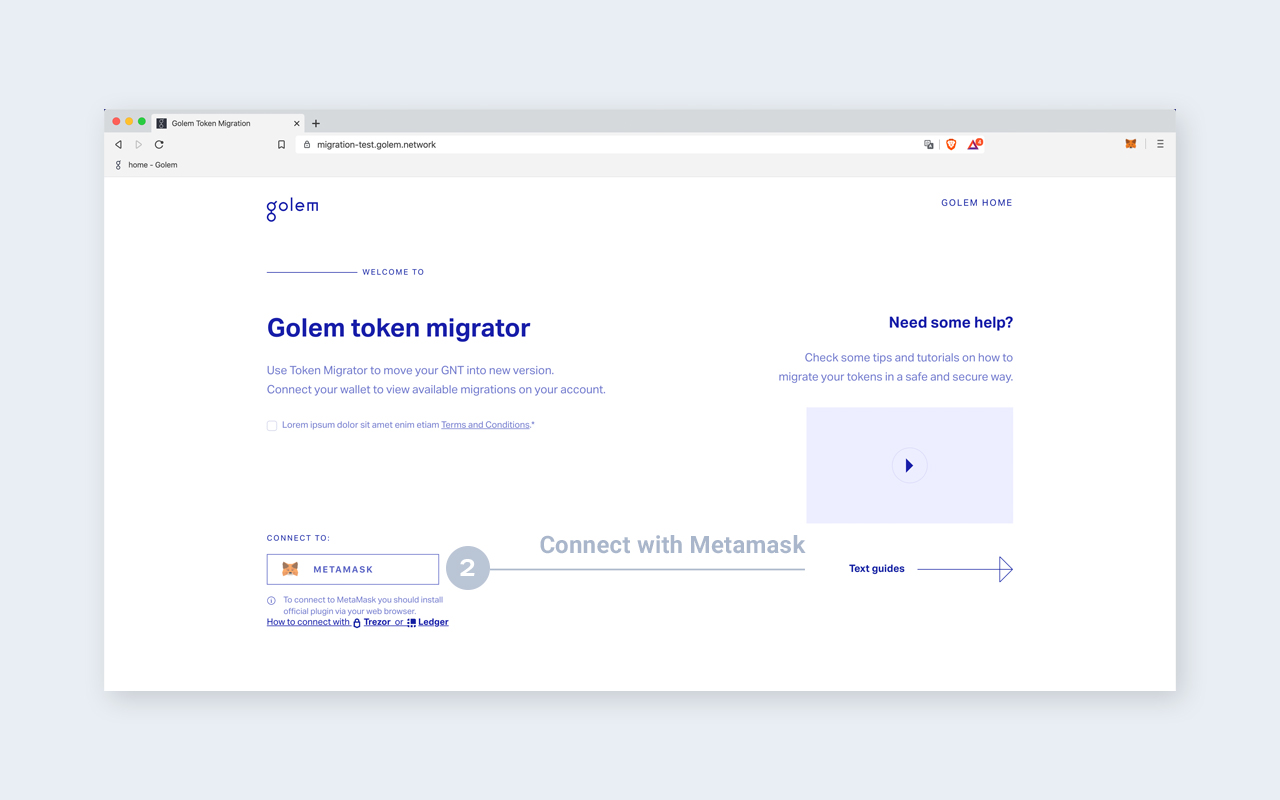 Golem Token Migration
migration-test.golem.network
4
home - Golem
golem
GOLEM HOME
WELCOME TO
Golem token migrator
Use Token Migrator to move your GNT into new version.
Connect your wallet to view available migrations on your account.
Lorem ipsum dolor sit amet enim etiam Terms and Conditions.*
Need some help?
Check some tips and tutorials on how to
migrate your tokens in a safe and secure way.
CONNECT TO:
METAMASK
2
Connect with Metamask
Text guides
To connect to MetaMask you should install
official plugin via your web browser.
How to connect with Trezor or Ledger